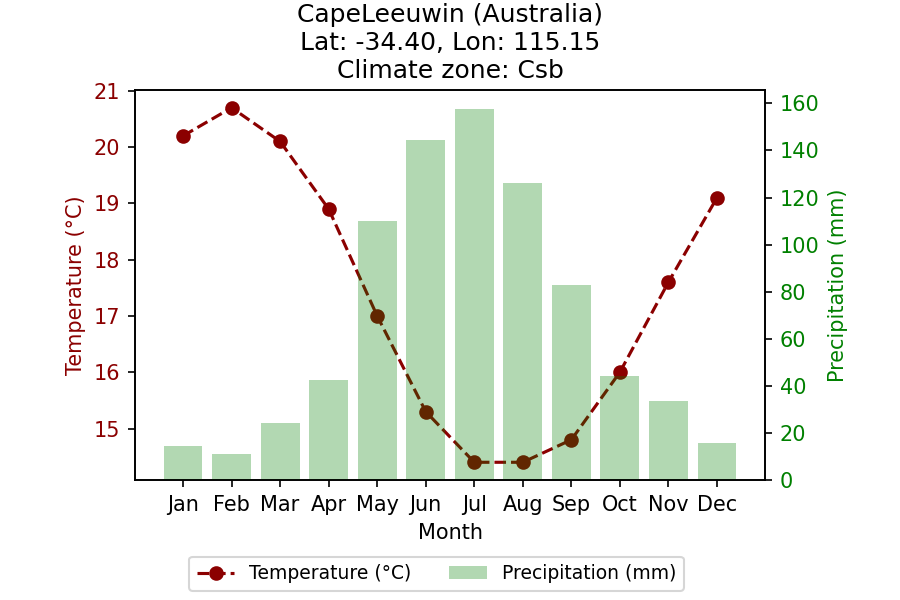 CapeLeeuwin (Australia)
Lat: -34.40, Lon: 115.15
Climate zone: Csb
21
20
19
18
17
16
15
Temperature (°C)
160
140
120
100
80
60
40
20
0
Precipitation (mm)
Jan Feb Mar Apr May Jun Jul Aug Sep Oct Nov Dec
Month
Temperature (°C) Precipitation (mm)